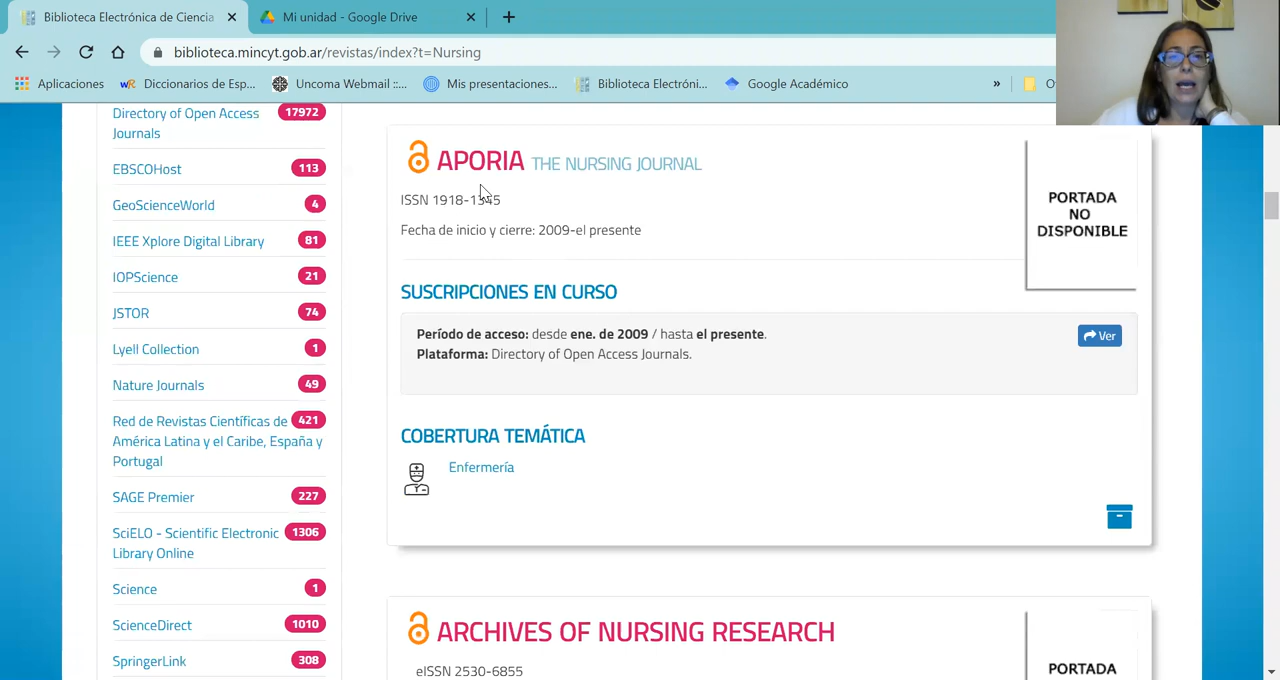 Biblioteca Electrónica de Ciencia
Mi unidad - Google Drive
biblioteca.mincyt.gob.ar/revistas/index?t=Nursing
Aplicaciones
Diccionarios de Esp...
Uncoma Webmail ::...
Mis presentaciones...
Biblioteca Electróni...
Google Académico
»
Directory of Open Access 17972
Journals
EBSCOHost 113
GeoScienceWorld 4
IEEE Xplore Digital Library 81
IOPScience 21
JSTOR 74
Lyell Collection 1
Nature Journals 49
Red de Revistas Científicas de 421
América Latina y el Caribe, España y
Portugal
SAGE Premier 227
SciELO - Scientific Electronic 1306
Library Online
Science 1
ScienceDirect 1010
SpringerLink 308
APORIA THE NURSING JOURNAL
ISSN 1918-1345
Fecha de inicio y cierre: 2009-el presente
PORTADA
NO
DISPONIBLE
SUSCRIPCIONES EN CURSO
Período de acceso: desde ene. de 2009 / hasta el presente.
Plataforma: Directory of Open Access Journals.
Ver
COBERTURA TEMÁTICA
Enfermería
ARCHIVES OF NURSING RESEARCH
eISSN 2530-6855
PORTADA